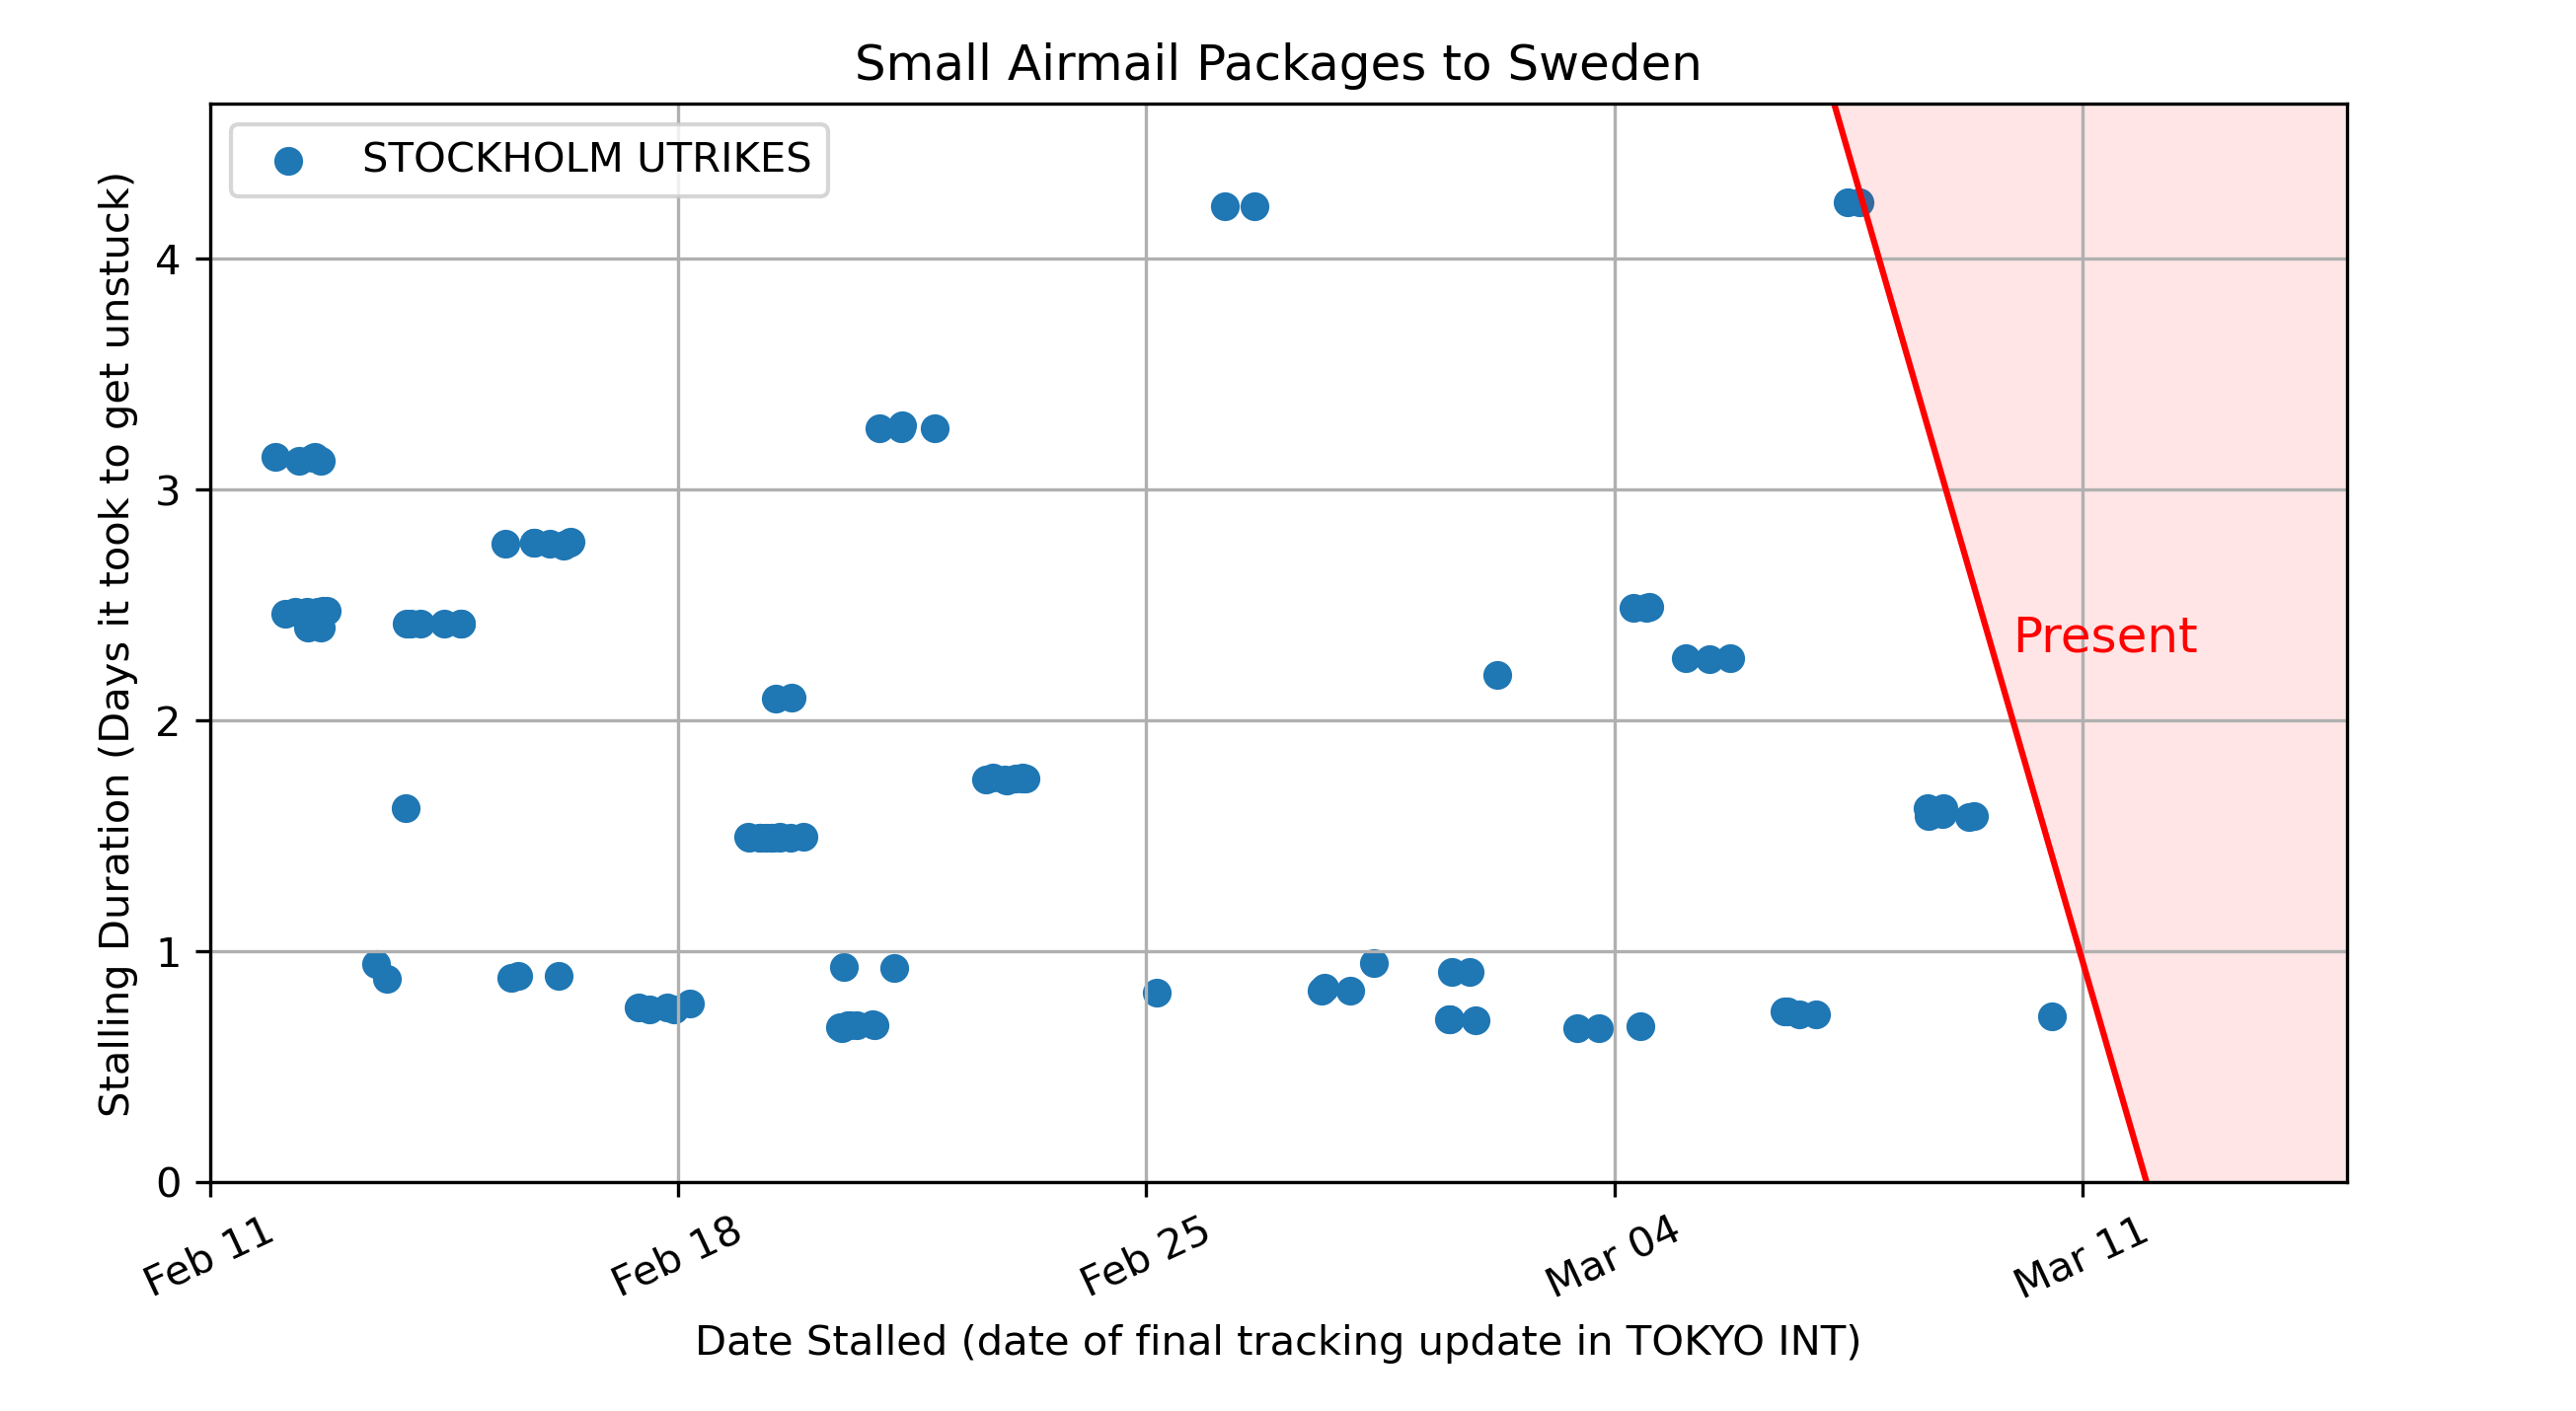 Small Airmail Packages to Sweden
STOCKHOLM UTRIKES
Stalling Duration (Days it took to get unstuck)
4
3
2
1
0
Present
Feb 11
Feb 18
Feb 25
Mar 04
Mar 11
Date Stalled (date of final tracking update in TOKYO INT)